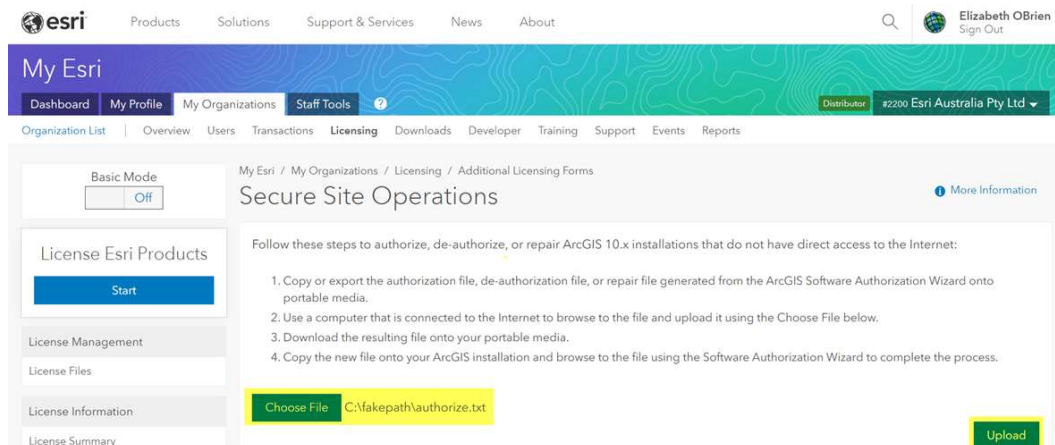 esri Products Solutions Support & Services News About Elizabeth OBrien
Sign Out
My Esri
Dashboard My Profile My Organizations Staff Tools ? Distributor #2200 Esri Australia Pty Ltd
Organization List | Overview Users Transactions Licensing Downloads Developer Training Support Events Reports
Basic Mode
Off
My Esri / My Organizations / Licensing / Additional Licensing Forms
Secure Site Operations
More Information
License Esri Products
Start
License Management
License Files
License Information
License Summary
Follow these steps to authorize, de-authorize, or repair ArcGIS 10.x installations that do not have direct access to the Internet:
1. Copy or export the authorization file, de-authorization file, or repair file generated from the ArcGIS Software Authorization Wizard onto
portable media.
2. Use a computer that is connected to the Internet to browse to the file and upload it using the Choose File below.
3. Download the resulting file onto your portable media.
4. Copy the new file onto your ArcGIS installation and browse to the file using the Software Authorization Wizard to complete the process.
Choose File C:\fakepath\authorize.txt
Upload